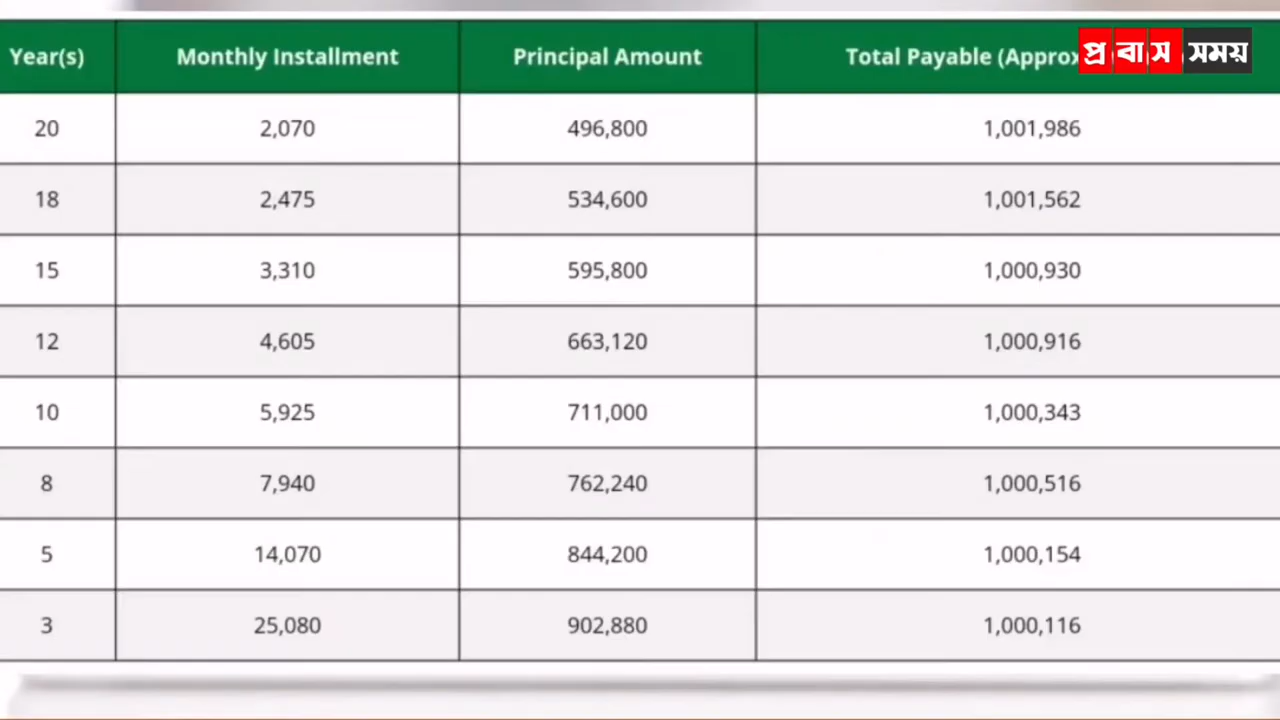 Year(s) Monthly Installment Principal Amount Total Payable (Approx
প্রবাস সময়
20 2,070 496,800 1,001,986
18 2,475 534,600 1,001,562
15 3,310 595,800 1,000,930
12 4,605 663,120 1,000,916
10 5,925 711,000 1,000,343
8 7,940 762,240 1,000,516
5 14,070 844,200 1,000,154
3 25,080 902,880 1,000,116